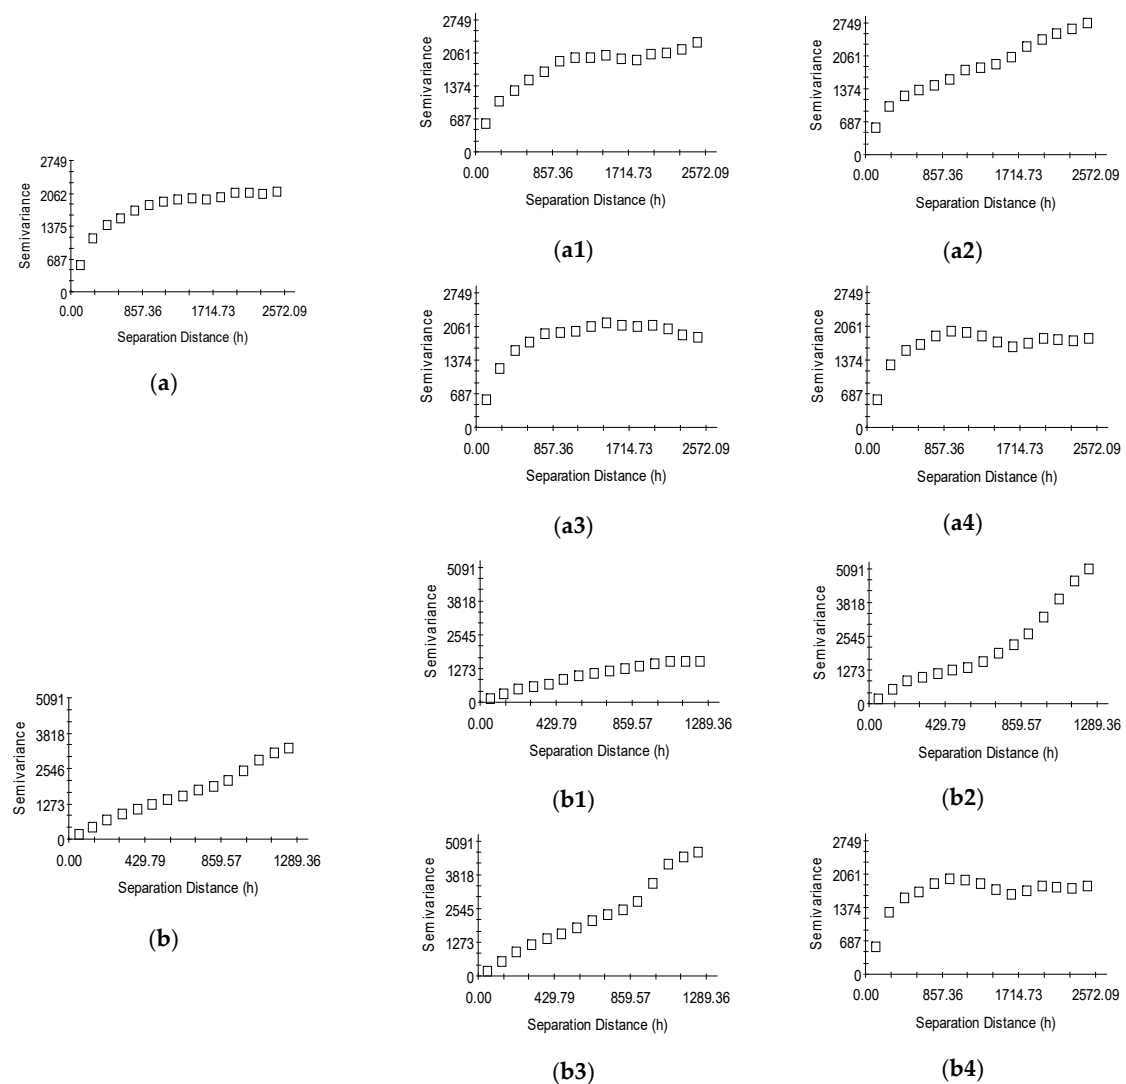 2749
2062
1375
687
0
Semivariance
0.00 857.36 1714.73 2572.09
Separation Distance (h)
(a)
2749
2061
1374
687
0
Semivariance
0.00 857.36 1714.73 2572.09
Separation Distance (h)
(a1)
2749
2061
1374
687
0
Semivariance
0.00 857.36 1714.73 2572.09
Separation Distance (h)
(a2)
2749
2061
1374
687
0
Semivariance
0.00 857.36 1714.73 2572.09
Separation Distance (h)
(a3)
2749
2061
1374
687
0
Semivariance
0.00 857.36 1714.73 2572.09
Separation Distance (h)
(a4)
5091
3818
2546
1273
0
Semivariance
0.00 429.79 859.57 1289.36
Separation Distance (h)
(b)
5091
3818
2545
1273
0
Semivariance
0.00 429.79 859.57 1289.36
Separation Distance (h)
(b1)
5091
3818
2545
1273
0
Semivariance
0.00 429.79 859.57 1289.36
Separation Distance (h)
(b2)
5091
3818
2545
1273
0
Semivariance
0.00 429.79 859.57 1289.36
Separation Distance (h)
(b3)
2749
2061
1374
687
0
Semivariance
0.00 857.36 1714.73 2572.09
Separation Distance (h)
(b4)